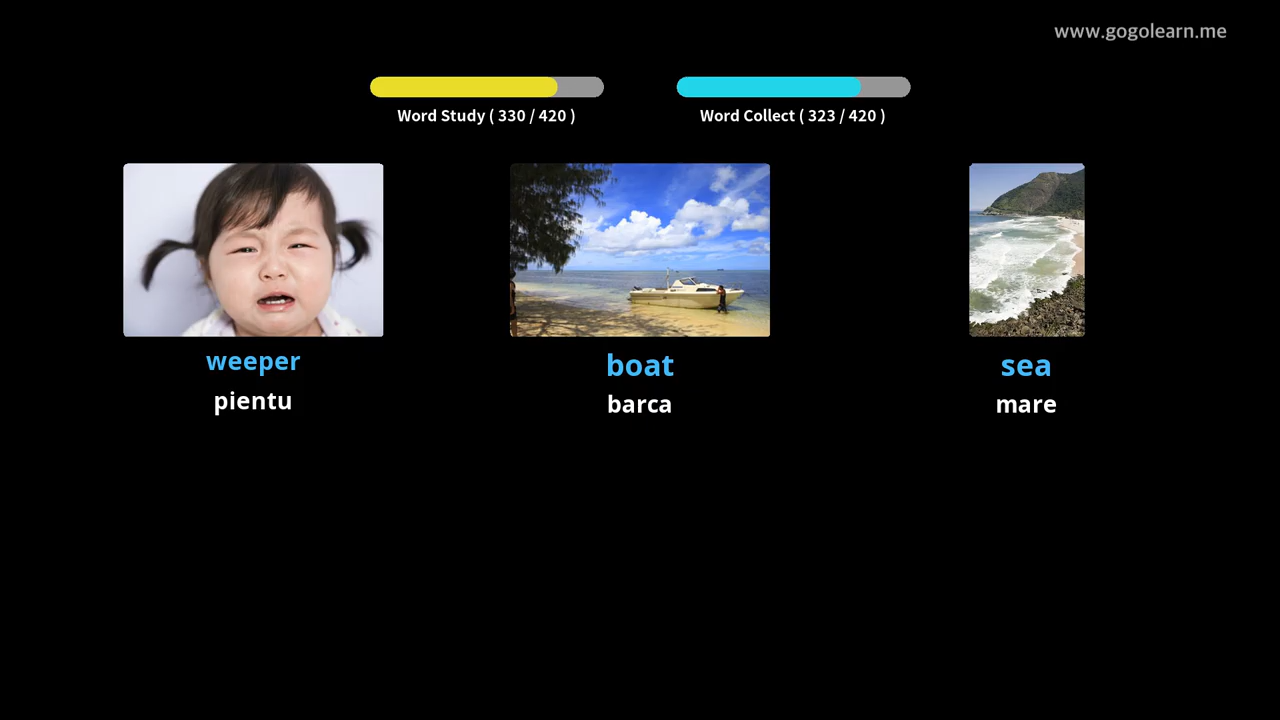 www.gogolearn.me
Word Study ( 330 / 420 )
Word Collect ( 323 / 420 )
weeper
boat
sea
pientu
barca
mare